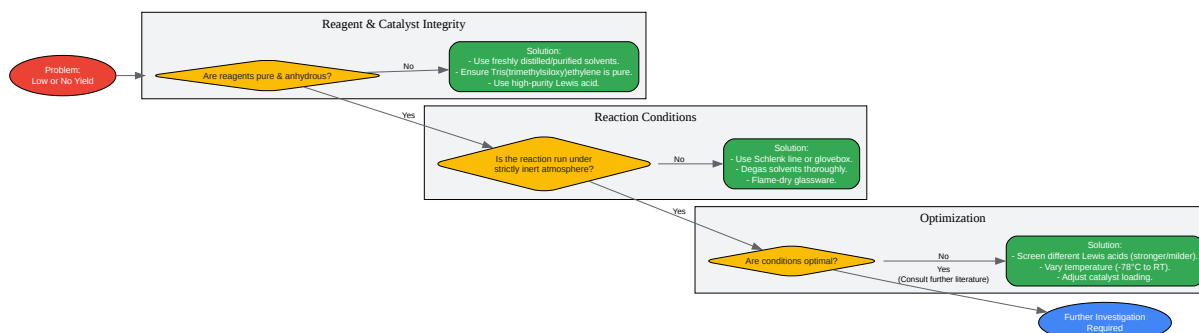 Reagent & Catalyst Integrity
Problem:
Low or No Yield
Are reagents pure & anhydrous?
No
Solution:
- Use freshly distilled/purified solvents.
- Ensure Tris(trimethylsiloxy)ethylene is pure.
- Use high-purity Lewis acid.
Yes
Reaction Conditions
Is the reaction run under
strictly inert atmosphere?
No
Solution:
- Use Schlenk line or glovebox.
- Degas solvents thoroughly.
- Flame-dry glassware.
Yes
Optimization
Are conditions optimal?
No
Solution:
- Screen different Lewis acids (stronger/milder).
- Vary temperature (-78°C to RT).
- Adjust catalyst loading.
Yes
(Consult further literature)
Further Investigation
Required